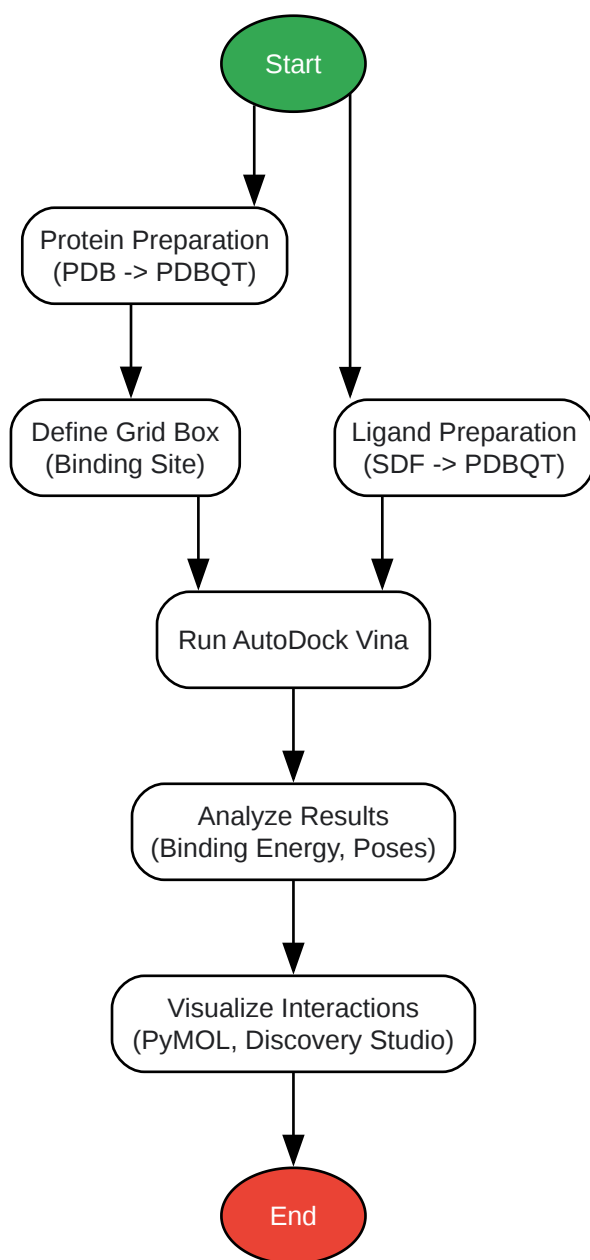 Start
Protein Preparation
(PDB -> PDBQT)
Define Grid Box
(Binding Site)
Ligand Preparation
(SDF -> PDBQT)
Run AutoDock Vina
Analyze Results
(Binding Energy, Poses)
Visualize Interactions
(PyMOL, Discovery Studio)
End